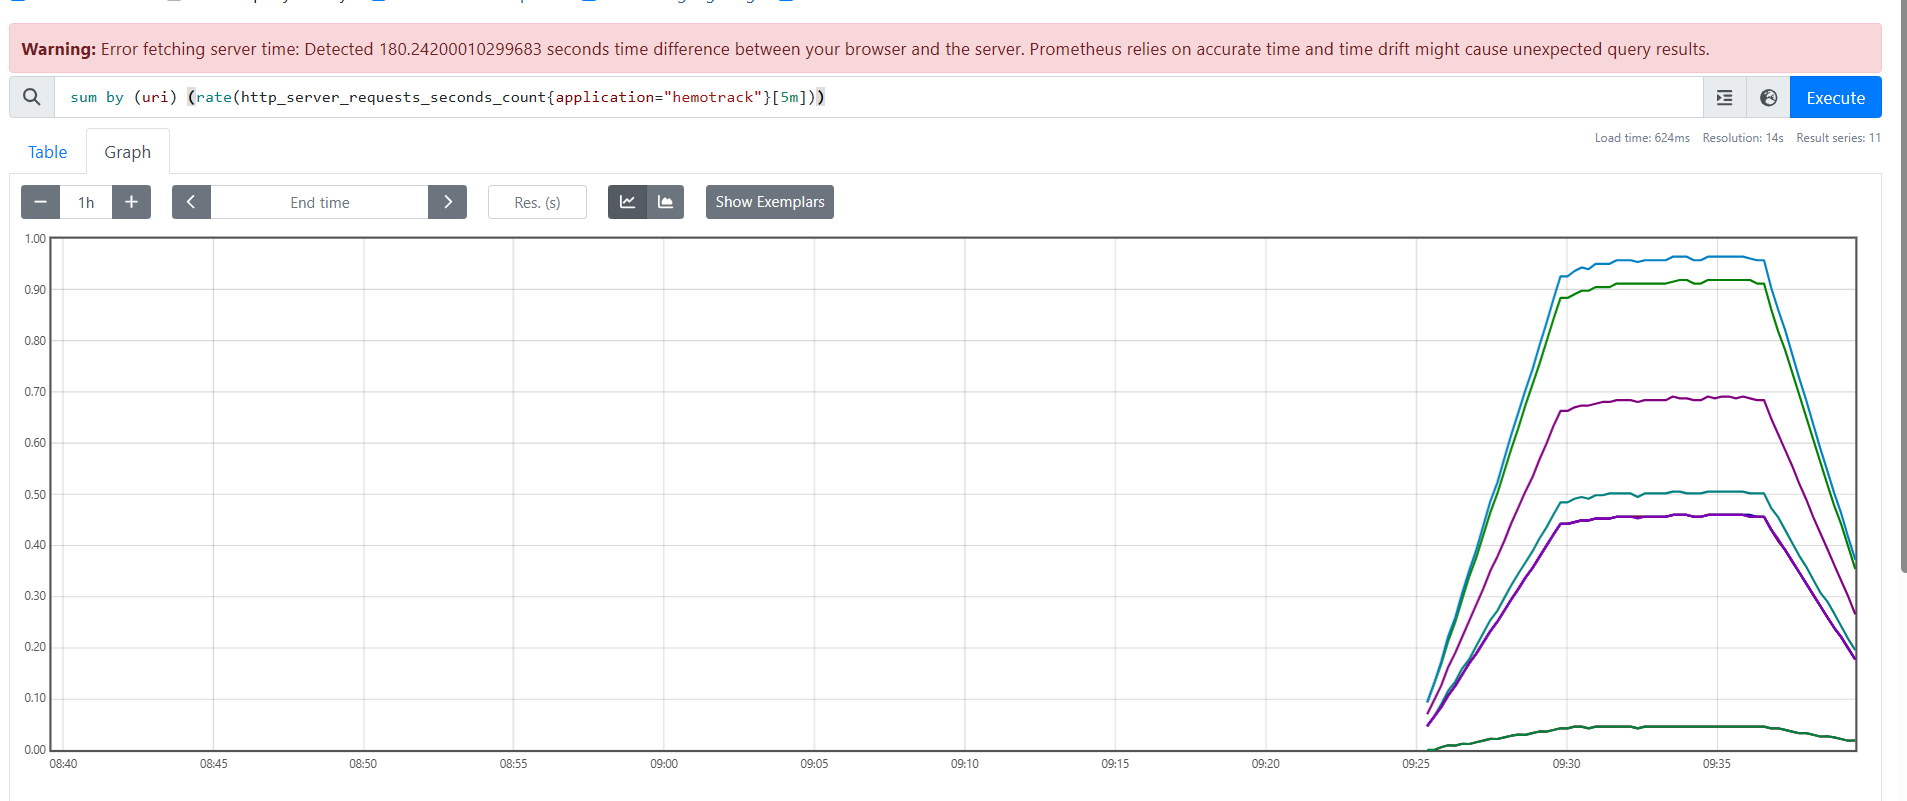 Warning: Error fetching server time: Detected 180.24200010299683 seconds time difference between your browser and the server. Prometheus relies on accurate time and time drift might cause unexpected query results.
sum by (uri) (rate(http_server_requests_seconds_count{application="hemotrack"}[5m]))
Execute
Load time: 624ms Resolution: 14s Result series: 11
Table Graph
1h End time Res. (s) Show Exemplars
1.00
0.90
0.80
0.70
0.60
0.50
0.40
0.30
0.20
0.10
0.00
08:40 08:45 08:50 08:55 09:00 09:05 09:10 09:15 09:20 09:25 09:30 09:35